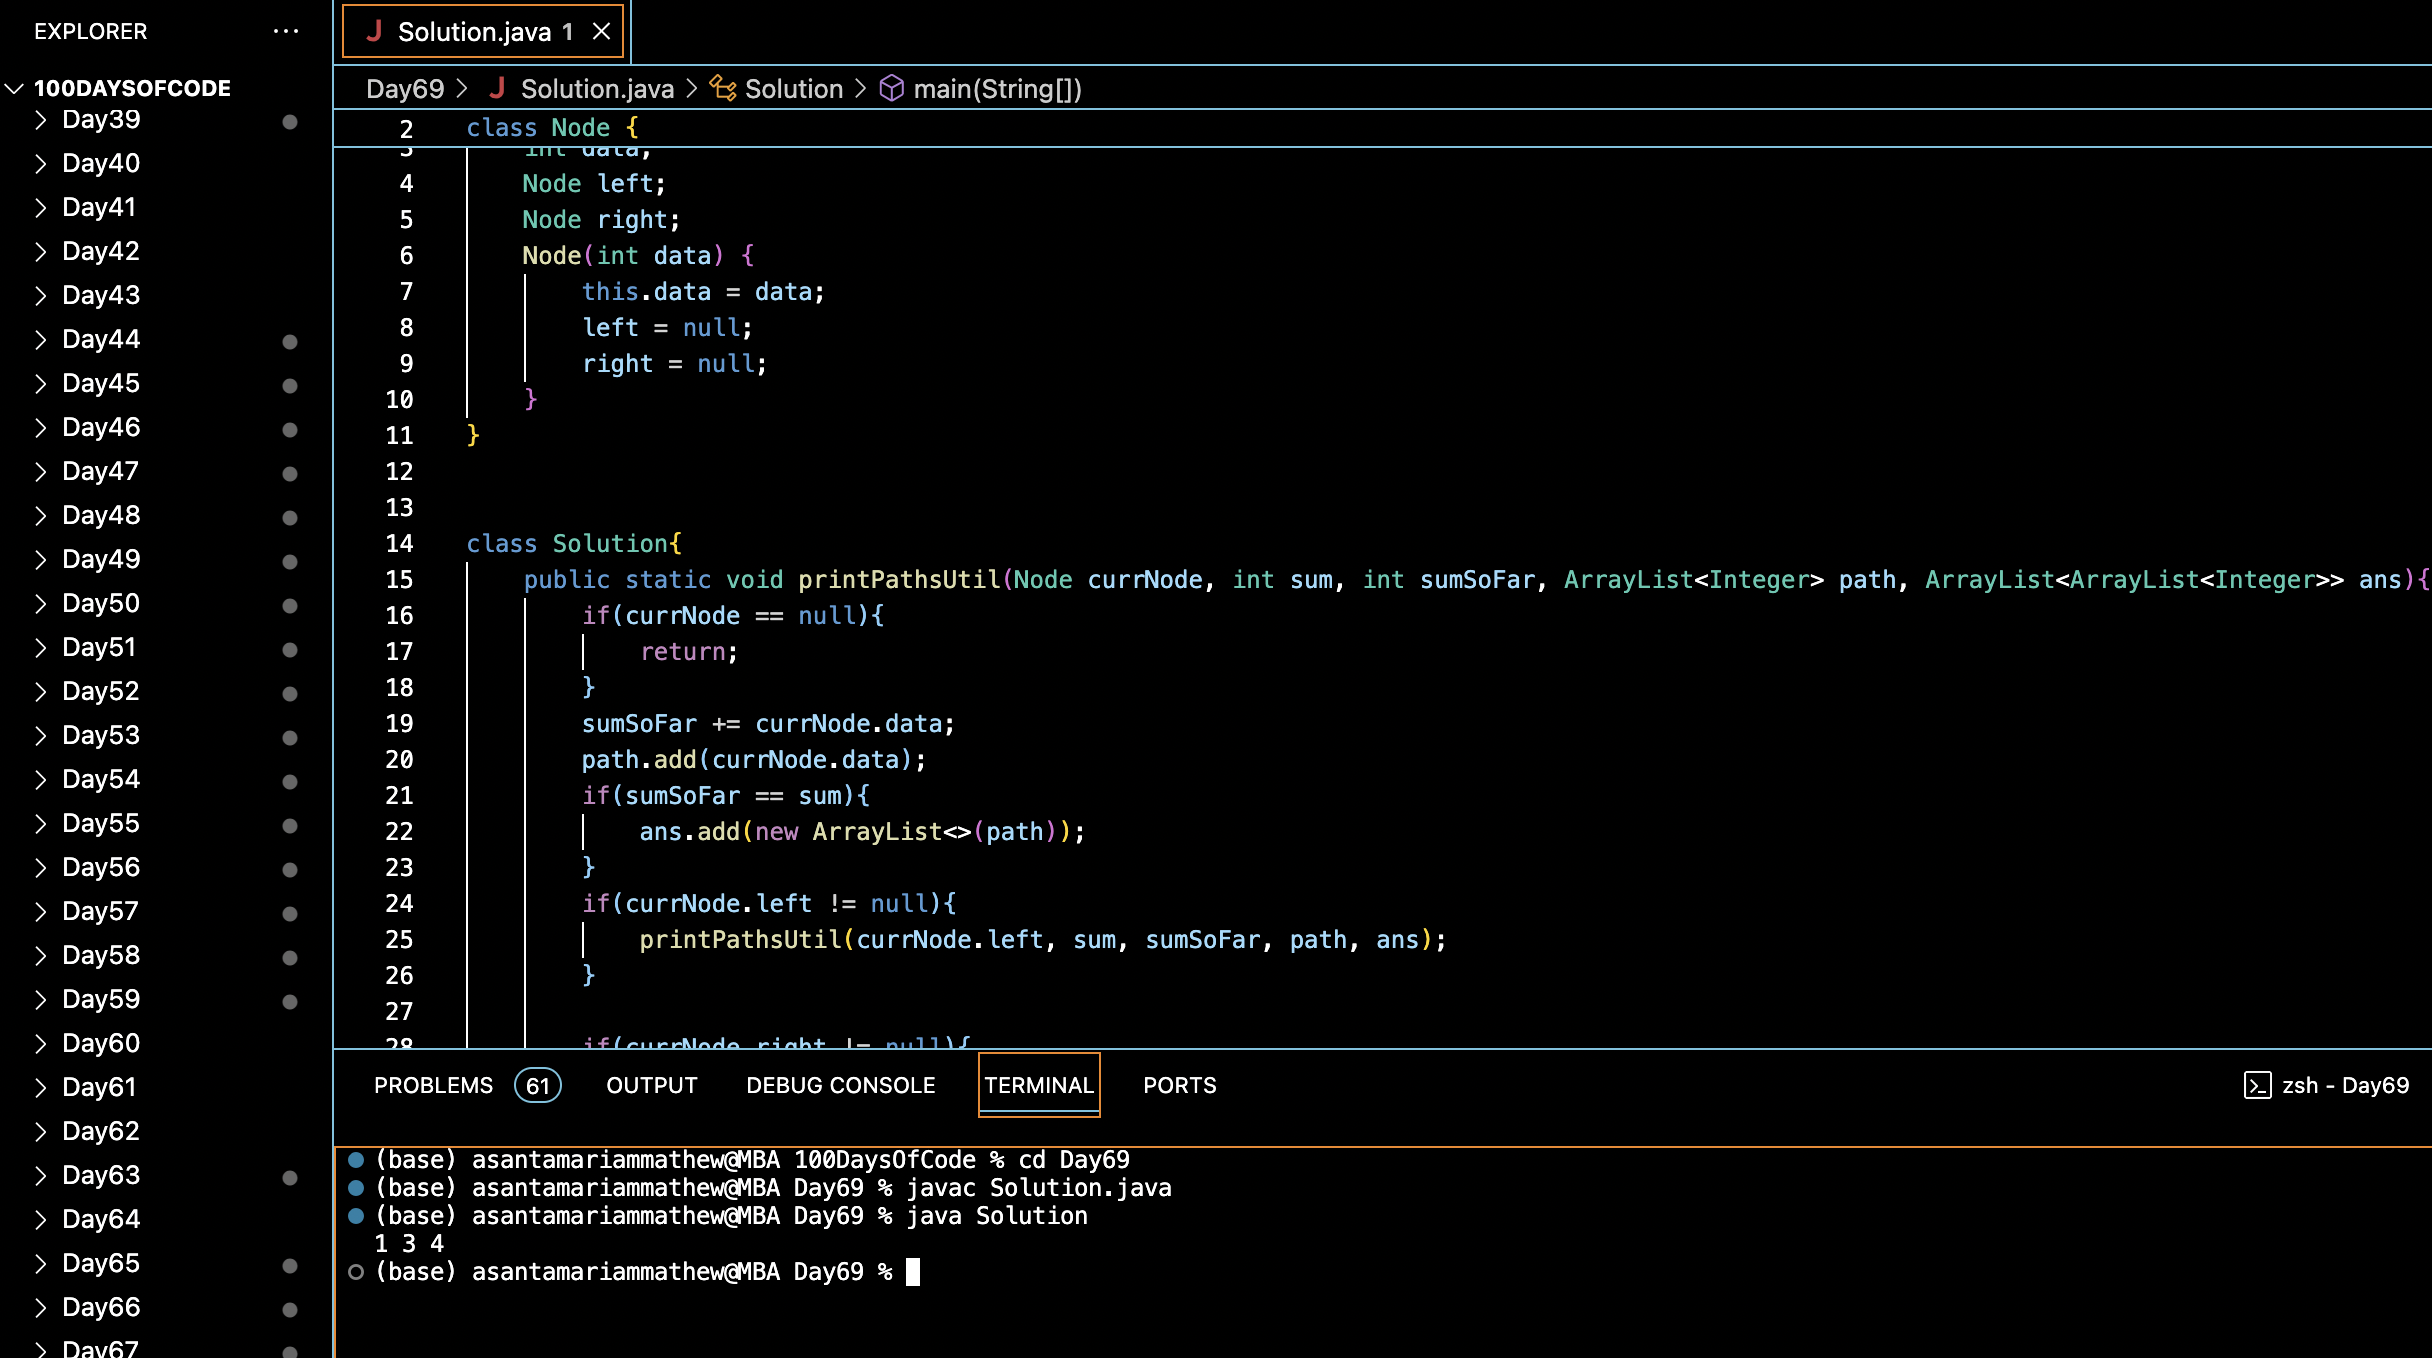 EXPLORER
100DAYSOFCODE
Day39
Day40
Day41
Day42
Day43
Day44
Day45
Day46
Day47
Day48
Day49
Day50
Day51
Day52
Day53
Day54
Day55
Day56
Day57
Day58
Day59
Day60
Day61
Day62
Day63
Day64
Day65
Day66
Day67
J Solution.java 1
Day69 > J Solution.java > Solution > main(String[])
2 class Node {
3 int data;
4 Node left;
5 Node right;
6 Node(int data) {
7 this.data = data;
8 left = null;
9 right = null;
10 }
11 }
12
13
14 class Solution{
15 public static void printPathsUtil(Node currNode, int sum, int sumSoFar, ArrayList<Integer> path, ArrayList<ArrayList<Integer>> ans){
16 if(currNode == null){
17 return;
18 }
19 sumSoFar += currNode.data;
20 path.add(currNode.data);
21 if(sumSoFar == sum){
22 ans.add(new ArrayList<>(path));
23 }
24 if(currNode.left != null){
25 printPathsUtil(currNode.left, sum, sumSoFar, path, ans);
26 }
27
28 if(currNode.right != null){
PROBLEMS 61 OUTPUT DEBUG CONSOLE TERMINAL PORTS zsh - Day69
(base) asantamariammathew@MBA 100DaysOfCode % cd Day69
(base) asantamariammathew@MBA Day69 % javac Solution.java
(base) asantamariammathew@MBA Day69 % java Solution
1 3 4
(base) asantamariammathew@MBA Day69 %